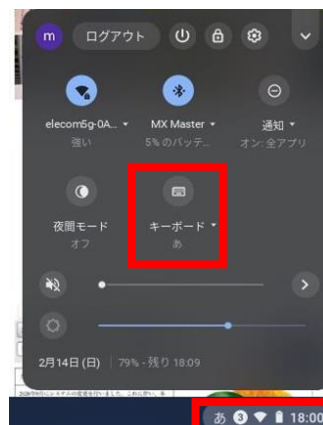 m ログアウト
elecom5g-0A... MX Master 通知
強い 5%のバッテ... オン: 全アプリ
夜間モード キーボード
オフ あ
2月14日(日) 79% - 残り 18:09
あ 3 18:00